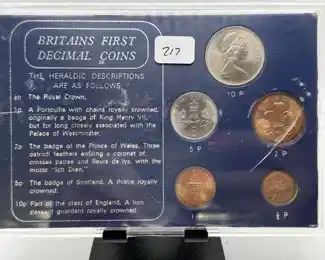 BRITAINS FIRST
DECIMAL COINS
217
THE HERALDIC DESCRIPTIONS
ARE AS FOLLOWS,
½p The Royal Crown.
1p A Portcullis with chains royally crowned,
originally a badge of King Henry VII,
but for long closely associated with the
Palace of Westminster.
2p The badge of the Prince of Wales, Three
ostrich feathers enfiling a coronet of
crosses pattee and fleurs de lys, with the
motto "Ich Dien."
5p The badge of Scotland, A thistle royally
crowned.
10p Part of the crest of England, A lion
passant guardant royally crowned.
10 P
5 P
2 P
1 P
½ P